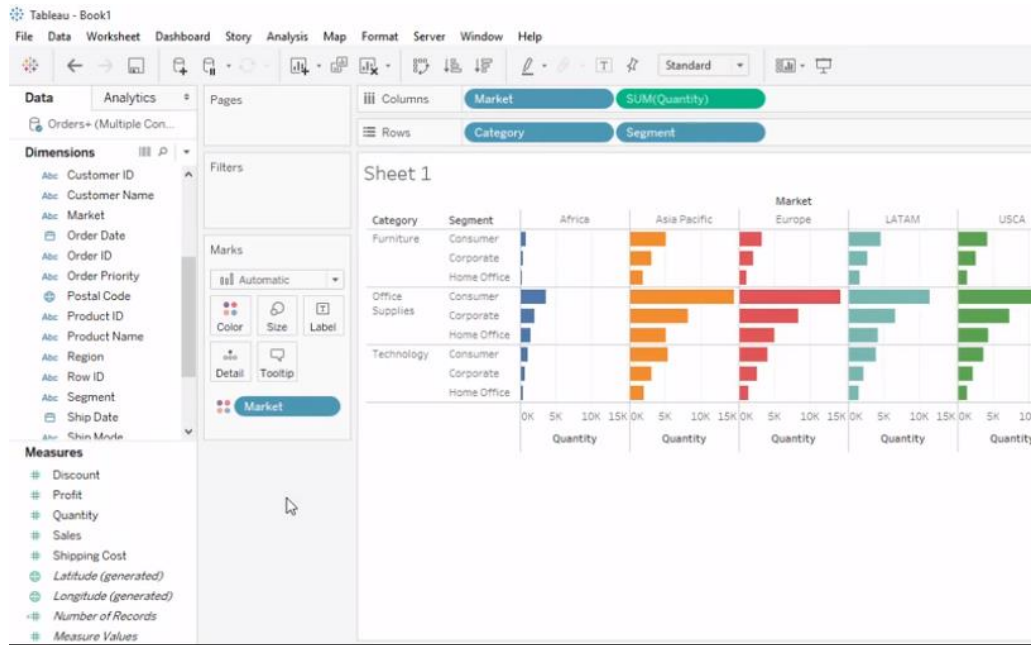 Tableau - Book1
File Data Worksheet Dashboard Story Analysis Map Format Server Window Help
Standard
Data Analytics
Orders+ (Multiple Con...
Dimensions
Customer ID
Customer Name
Market
Order Date
Order ID
Order Priority
Postal Code
Product ID
Product Name
Region
Row ID
Segment
Ship Date
Ship Mode
Measures
Discount
Profit
Quantity
Sales
Shipping Cost
Latitude (generated)
Longitude (generated)
Number of Records
Measure Values
Pages
Filters
Marks
Automatic
Color Size Label
Detail Tooltip
Market
Columns Market SUM(Quantity)
Rows Category Segment
Sheet 1
Market
Category Segment Africa Asia Pacific Europe LATAM USCA
Furniture Consumer
Corporate
Home Office
Office Supplies Consumer
Corporate
Home Office
Technology Consumer
Corporate
Home Office
0K 5K 10K 15K 0K 5K 10K 15K 0K 5K 10K 15K 0K 5K 10K 15K 0K 5K 10
Quantity Quantity Quantity Quantity Quantity